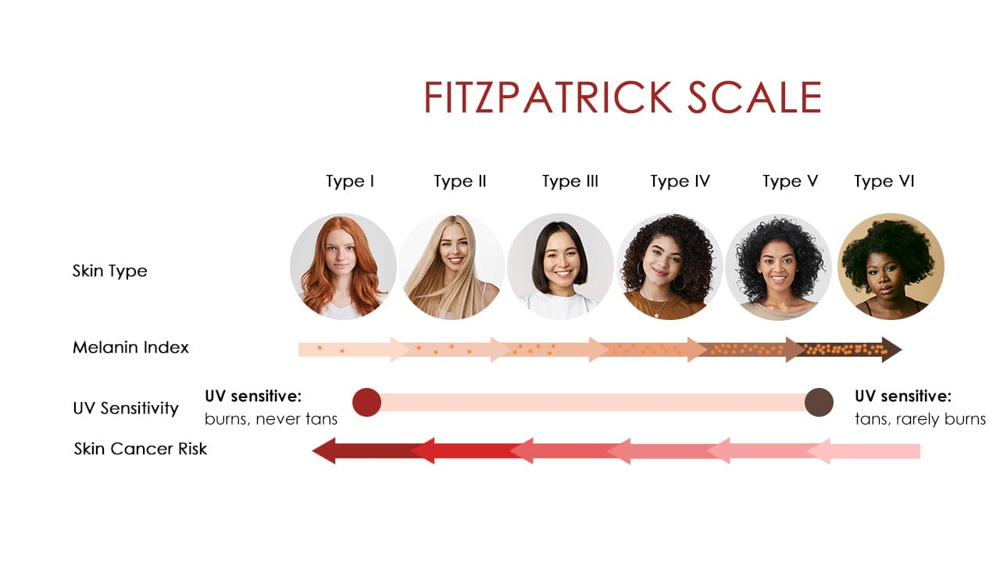 FITZPATRICK SCALE
Type I Type II Type III Type IV Type V Type VI
Skin Type
Melanin Index
UV Sensitivity
UV sensitive:
burns, never tans
UV sensitive:
tans, rarely burns
Skin Cancer Risk